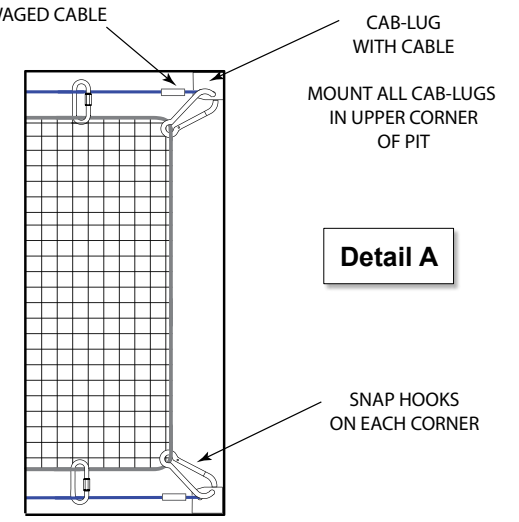 WAGED CABLE
CAB-LUG
WITH CABLE
MOUNT ALL CAB-LUGS
IN UPPER CORNER
OF PIT
Detail A
SNAP HOOKS
ON EACH CORNER